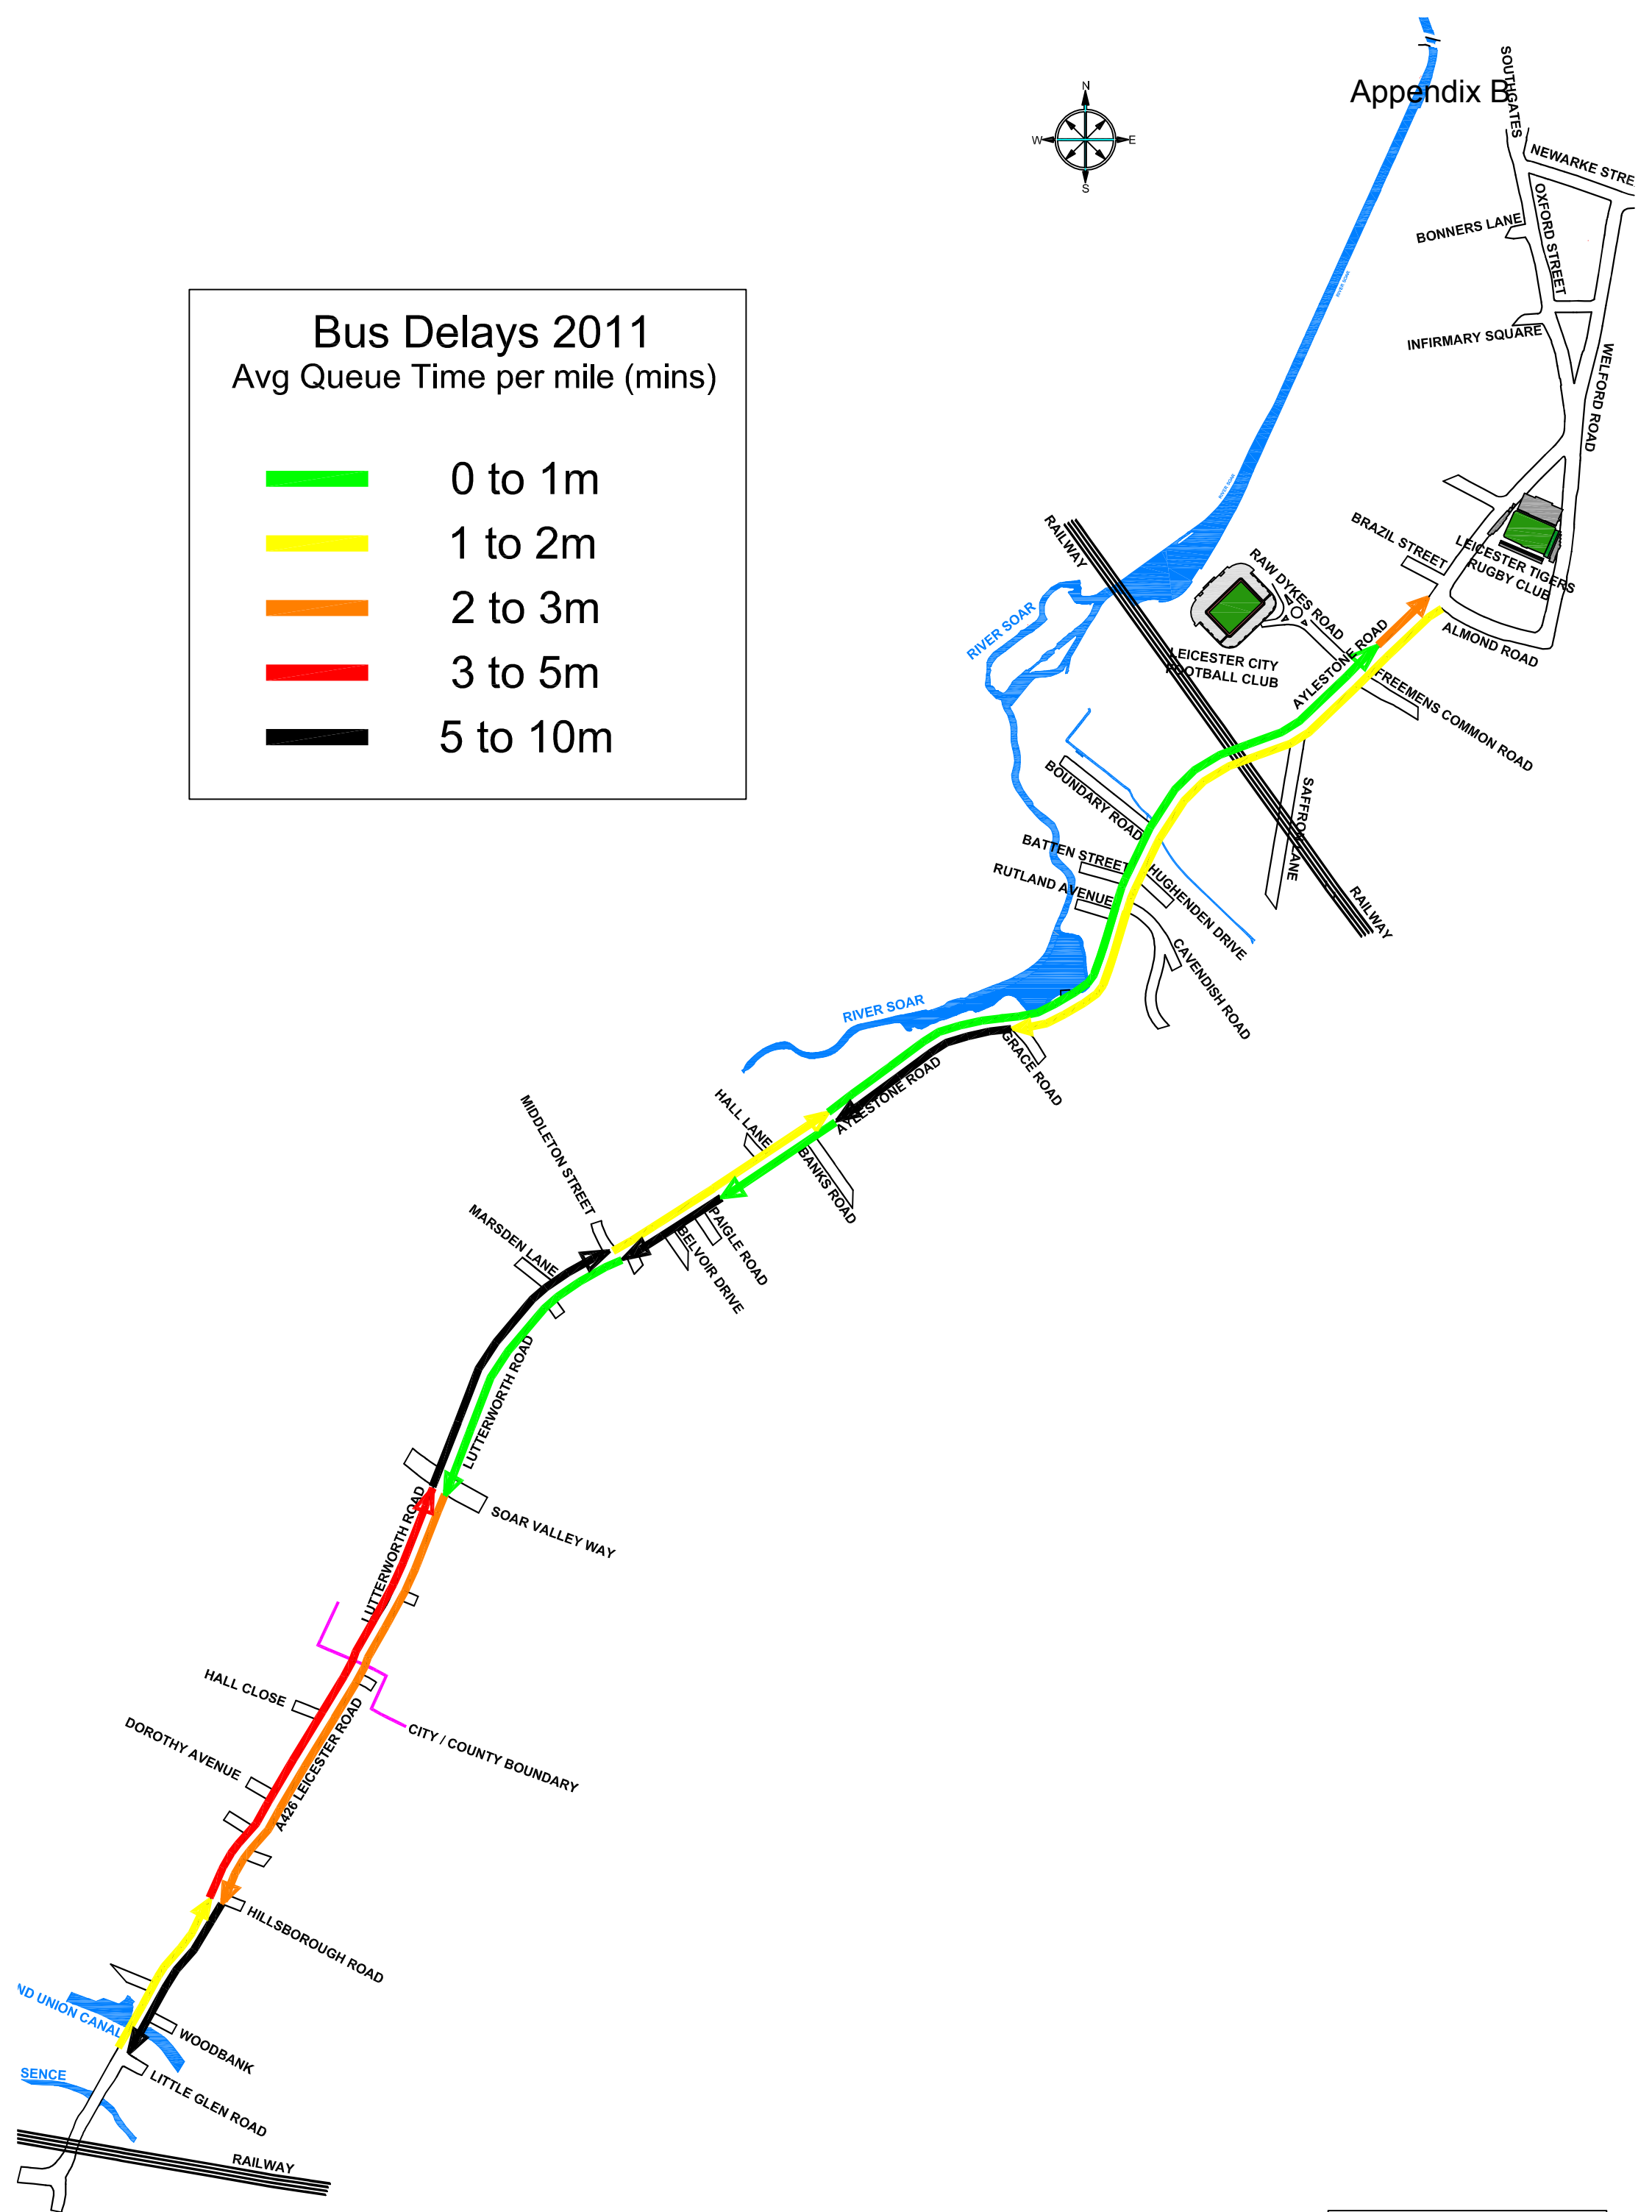 Appendix B
N
W
E
S
SOUTHGATES
NEWARKE STRE
OXFORD STREET
BONNERS LANE
INFIRMARY SQUARE
WELFORD ROAD
RIVER SOAR
Bus Delays 2011
Avg Queue Time per mile (mins)
0 to 1m
1 to 2m
2 to 3m
3 to 5m
5 to 10m
RIVER SOAR
RAILWAY
BRAZIL STREET
LEICESTER TIGERS
RUGBY CLUB
RAW DYKES ROAD
RIVER SOAR
LEICESTER CITY
FOOTBALL CLUB
AYLESTONE ROAD
ALMOND ROAD
FREEMENS COMMON ROAD
BOUNDARY ROAD
SAFFRON LANE
BATTEN STREET
HUGHENDEN DRIVE
RUTLAND AVENUE
RAILWAY
CAVENDISH ROAD
RIVER SOAR
GRACE ROAD
AYLESTONE ROAD
HALL LANE
BANKS ROAD
MIDDLETON STREET
MARSDEN LANE
PAIGLE ROAD
BELVOIR DRIVE
LUTTERWORTH ROAD
SOAR VALLEY WAY
LUTTERWORTH ROAD
HALL CLOSE
CITY / COUNTY BOUNDARY
DOROTHY AVENUE
A426 LEICESTER ROAD
HILLSBOROUGH ROAD
ND UNION CANAL
WOODBANK
SENCE
LITTLE GLEN ROAD
RAILWAY